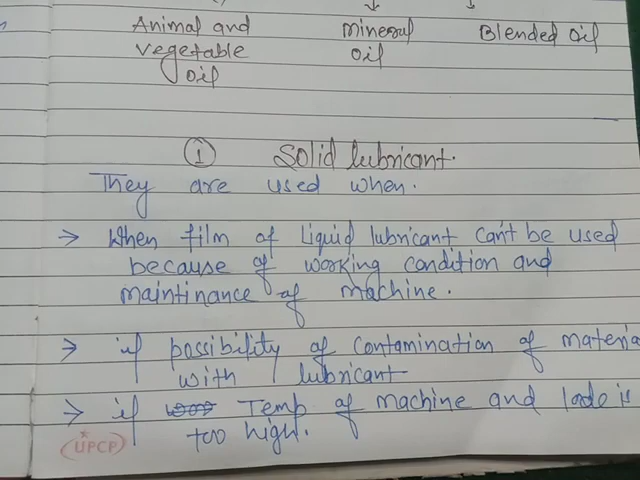 Animal and
vegetable
oil
mineral
oil
Blended oil
① Solid lubricant.
They are used when.
→ When film of liquid lubricant can't be used
because of working condition and
maintinance of machine.
→ if possibility of contamination of materia
with lubricant
→ if Temp of machine and lode is
too high.
(UPCP)